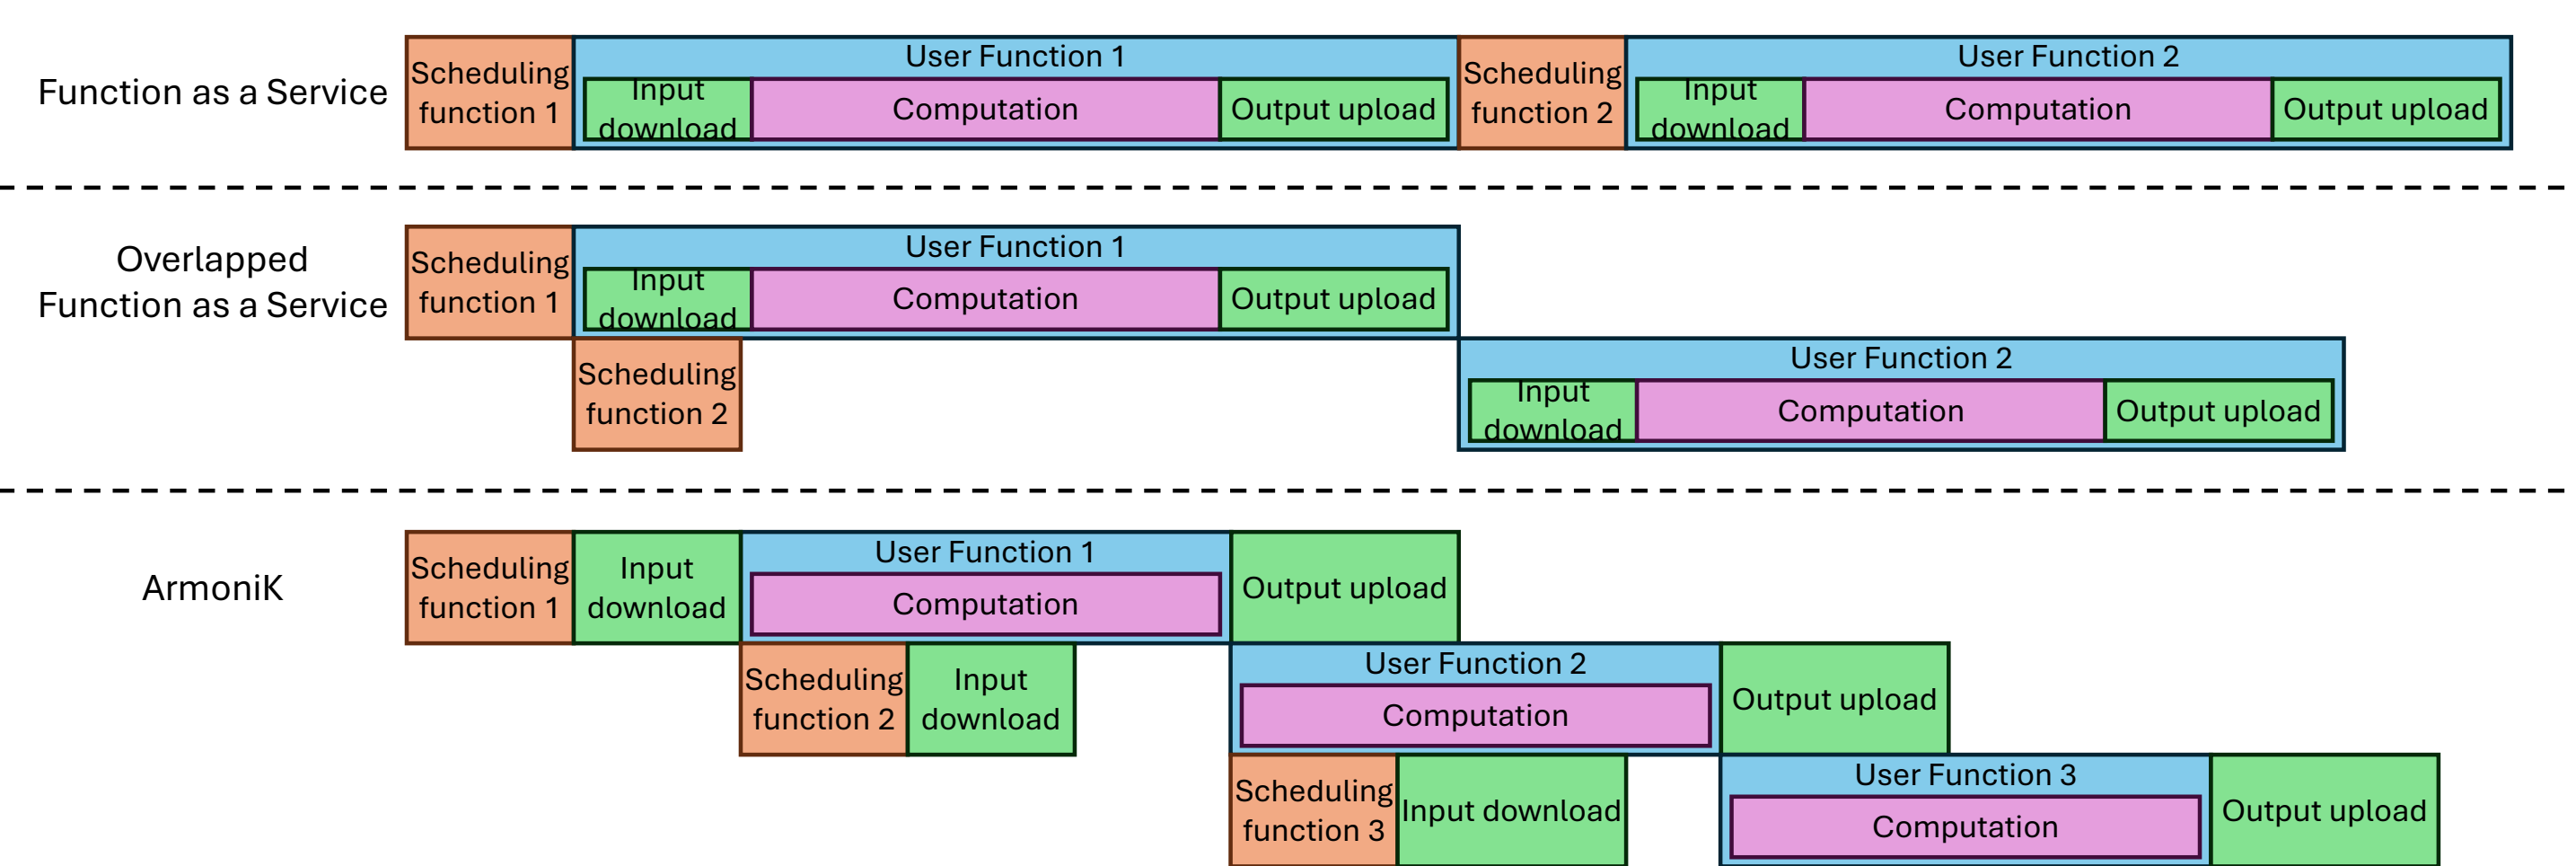 Function as a Service
Scheduling
function 1
User Function 1
Input
download
Computation
Output upload
Scheduling
function 2
User Function 2
Input
download
Computation
Output upload
Overlapped
Function as a Service
Scheduling
function 1
User Function 1
Input
download
Computation
Output upload
Scheduling
function 2
User Function 2
Input
download
Computation
Output upload
ArmoniK
Scheduling
function 1
Input
download
User Function 1
Computation
Output upload
Scheduling
function 2
Input
download
User Function 2
Computation
Output upload
Scheduling
function 3
Input download
User Function 3
Computation
Output upload